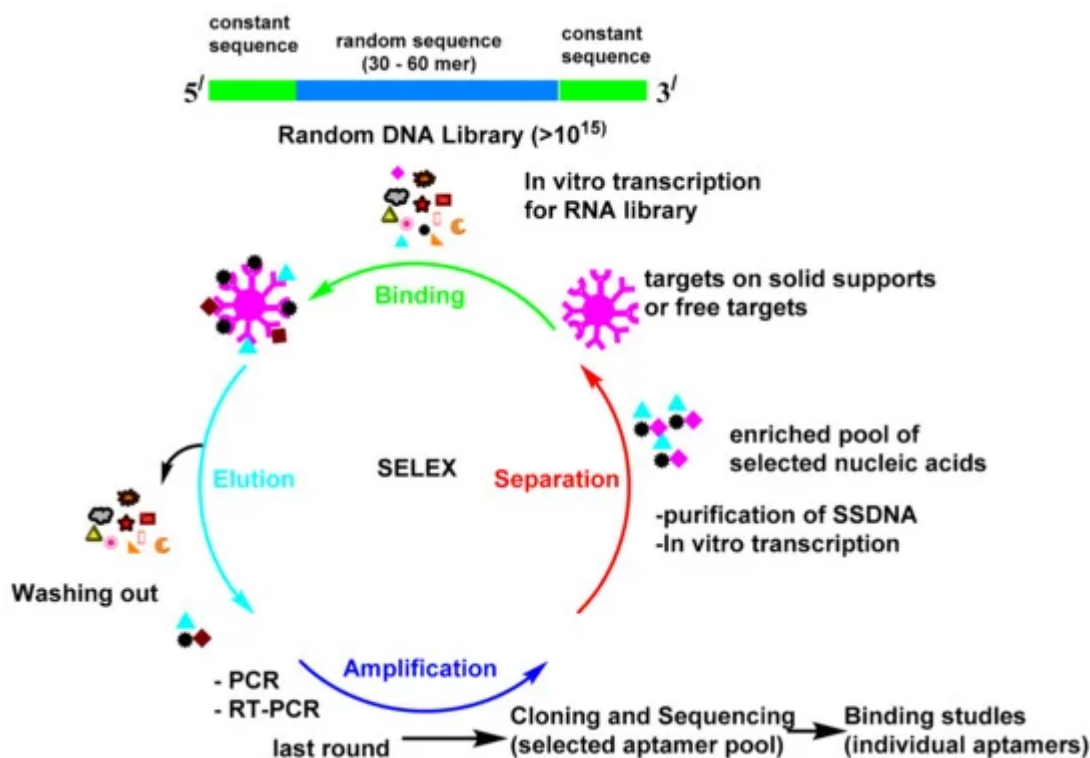 constant
sequence
random sequence
(30 - 60 mer)
constant
sequence
5/
3/
Random DNA Library (>10^15)
In vitro transcription
for RNA library
Binding
targets on solid supports
or free targets
enriched pool of
selected nucleic acids
Elution
SELEX
Separation
-purification of SSDNA
-In vitro transcription
Washing out
Amplification
- PCR
- RT-PCR
last round
Cloning and Sequencing
(selected aptamer pool)
Binding studles
(individual aptamers)